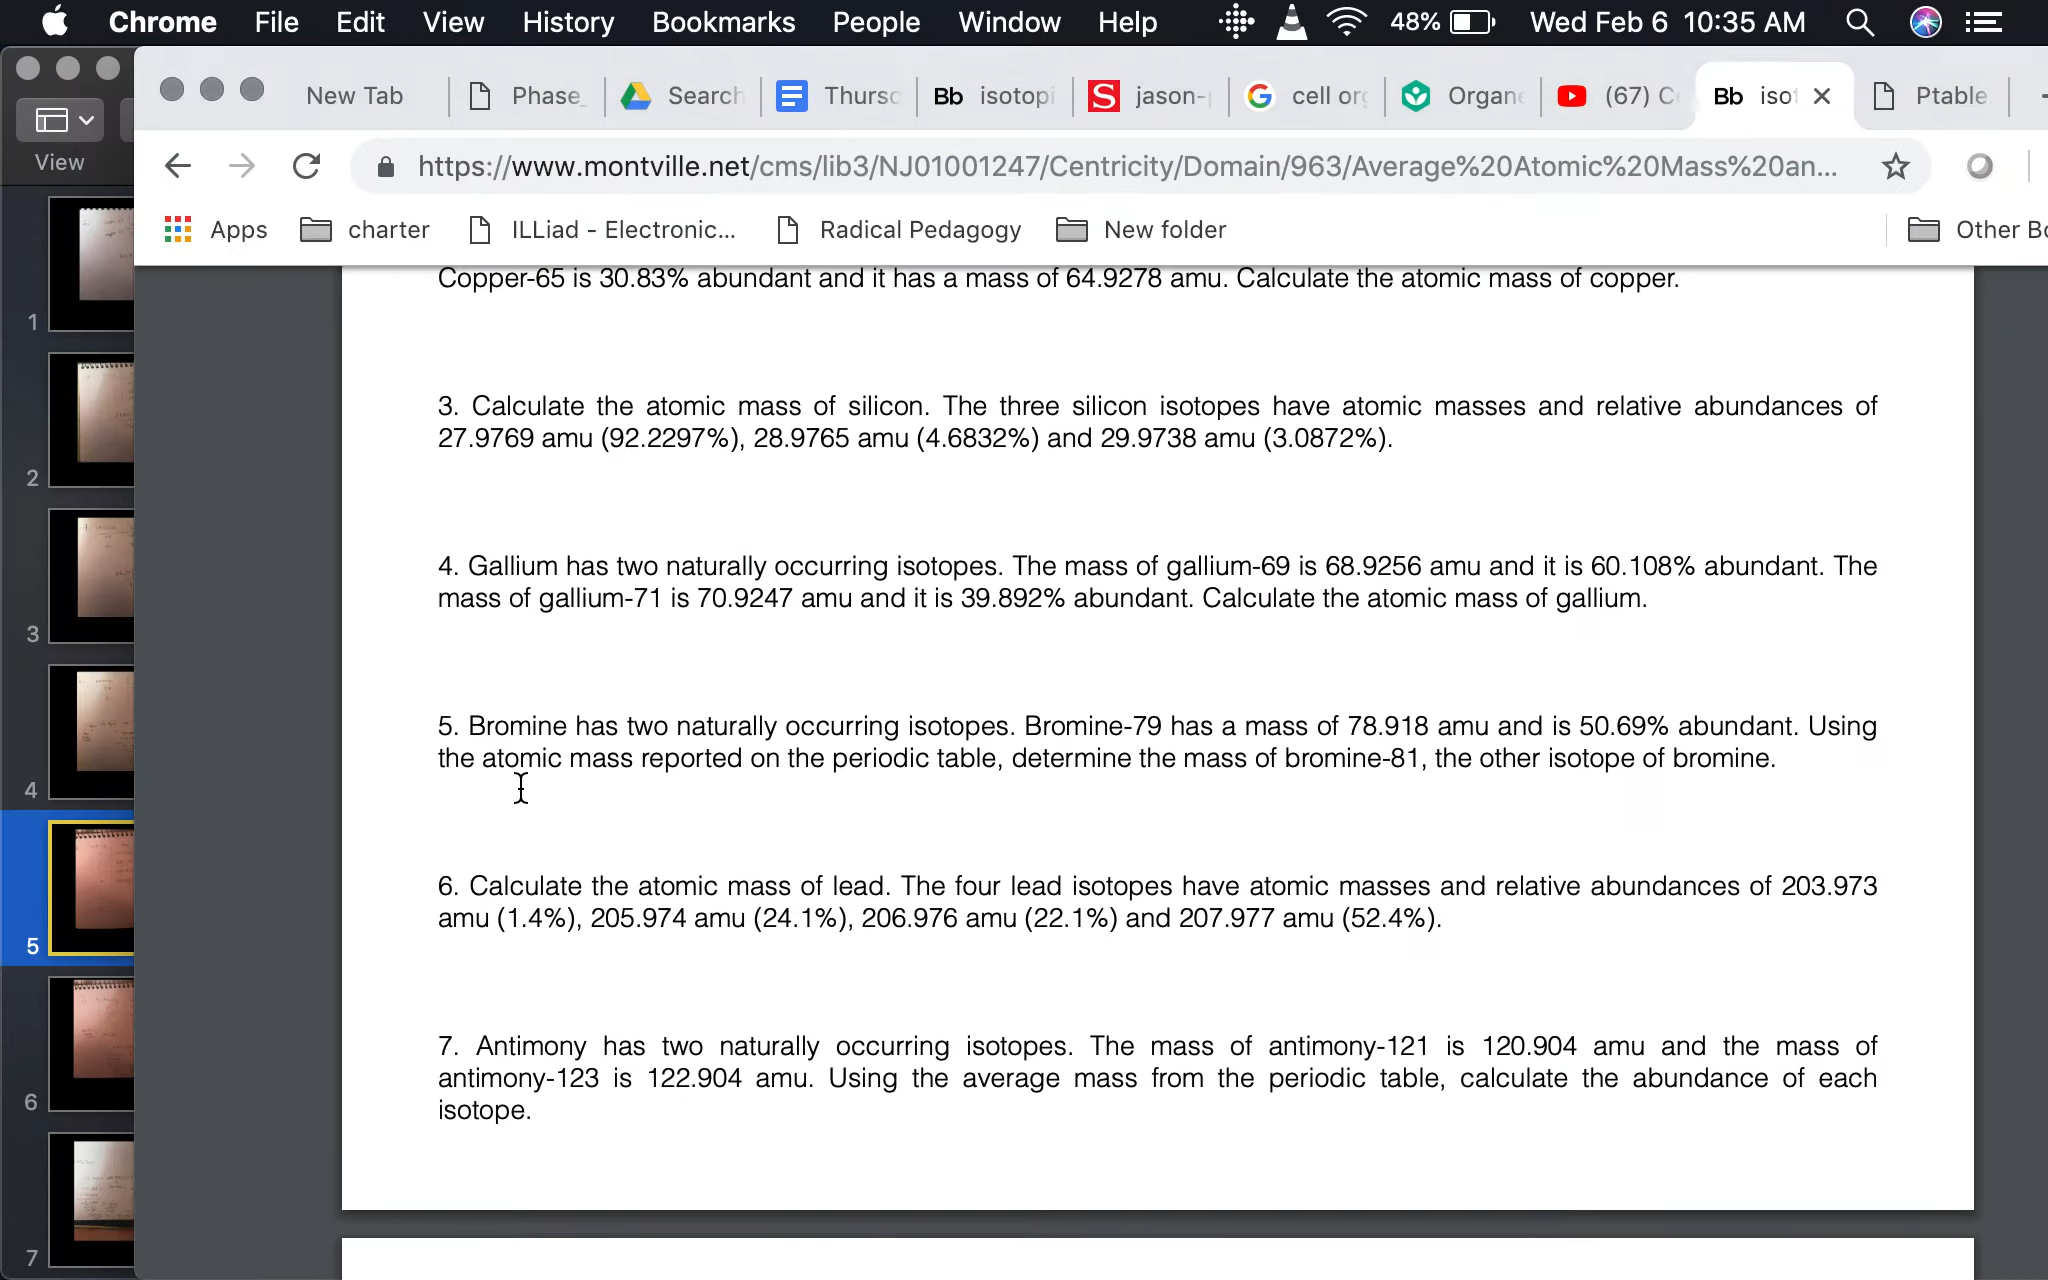 Chrome File Edit View History Bookmarks People Window Help 48% Wed Feb 6 10:35 AM
New Tab Phase_ Search Thursd Bb isotopi S jason-p G cell org Organe (67) C Bb isot Ptable.
View
https://www.montville.net/cms/lib3/NJ01001247/Centricity/Domain/963/Average%20Atomic%20Mass%20an...
Apps charter ILLiad - Electronic... Radical Pedagogy New folder Other Bo
Copper-65 is 30.83% abundant and it has a mass of 64.9278 amu. Calculate the atomic mass of copper.
3. Calculate the atomic mass of silicon. The three silicon isotopes have atomic masses and relative abundances of
27.9769 amu (92.2297%), 28.9765 amu (4.6832%) and 29.9738 amu (3.0872%).
4. Gallium has two naturally occurring isotopes. The mass of gallium-69 is 68.9256 amu and it is 60.108% abundant. The
mass of gallium-71 is 70.9247 amu and it is 39.892% abundant. Calculate the atomic mass of gallium.
5. Bromine has two naturally occurring isotopes. Bromine-79 has a mass of 78.918 amu and is 50.69% abundant. Using
the atomic mass reported on the periodic table, determine the mass of bromine-81, the other isotope of bromine.
6. Calculate the atomic mass of lead. The four lead isotopes have atomic masses and relative abundances of 203.973
amu (1.4%), 205.974 amu (24.1%), 206.976 amu (22.1%) and 207.977 amu (52.4%).
7. Antimony has two naturally occurring isotopes. The mass of antimony-121 is 120.904 amu and the mass of
antimony-123 is 122.904 amu. Using the average mass from the periodic table, calculate the abundance of each
isotope.
1
2
3
4
5
6
7